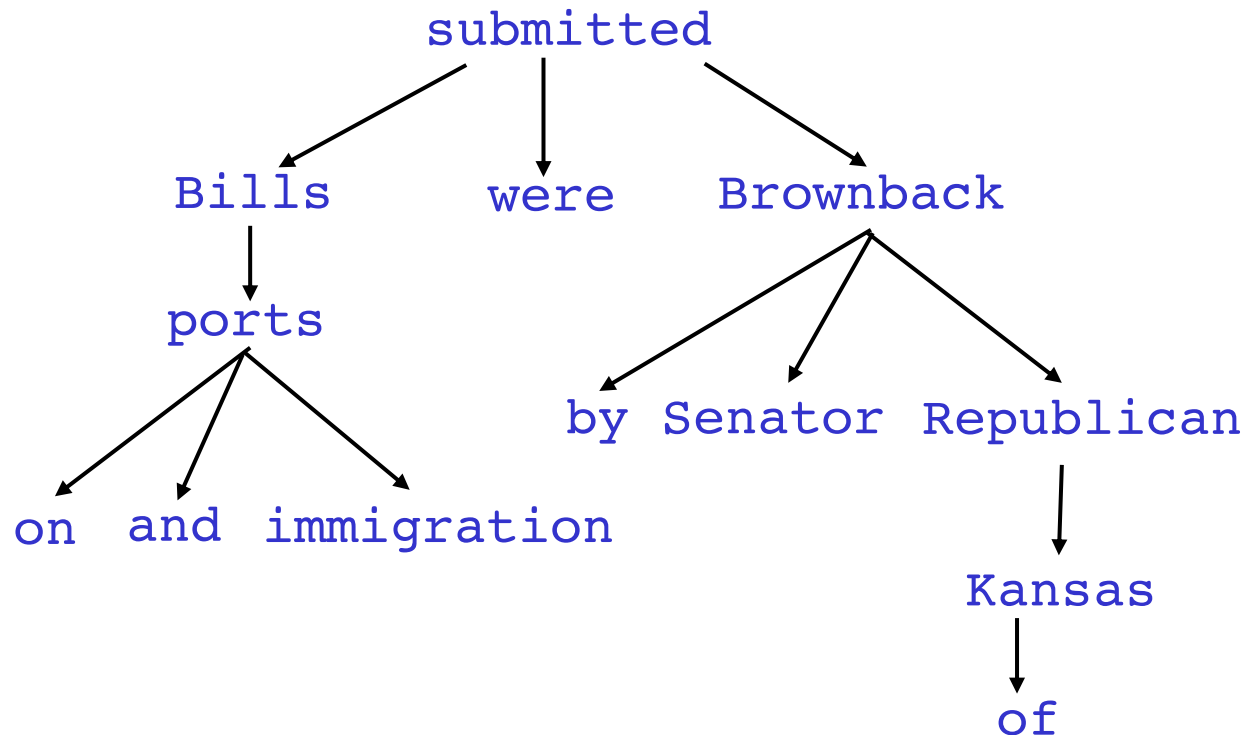 submitted
Bills were Brownback
ports
by Senator Republican
on and immigration
Kansas
of